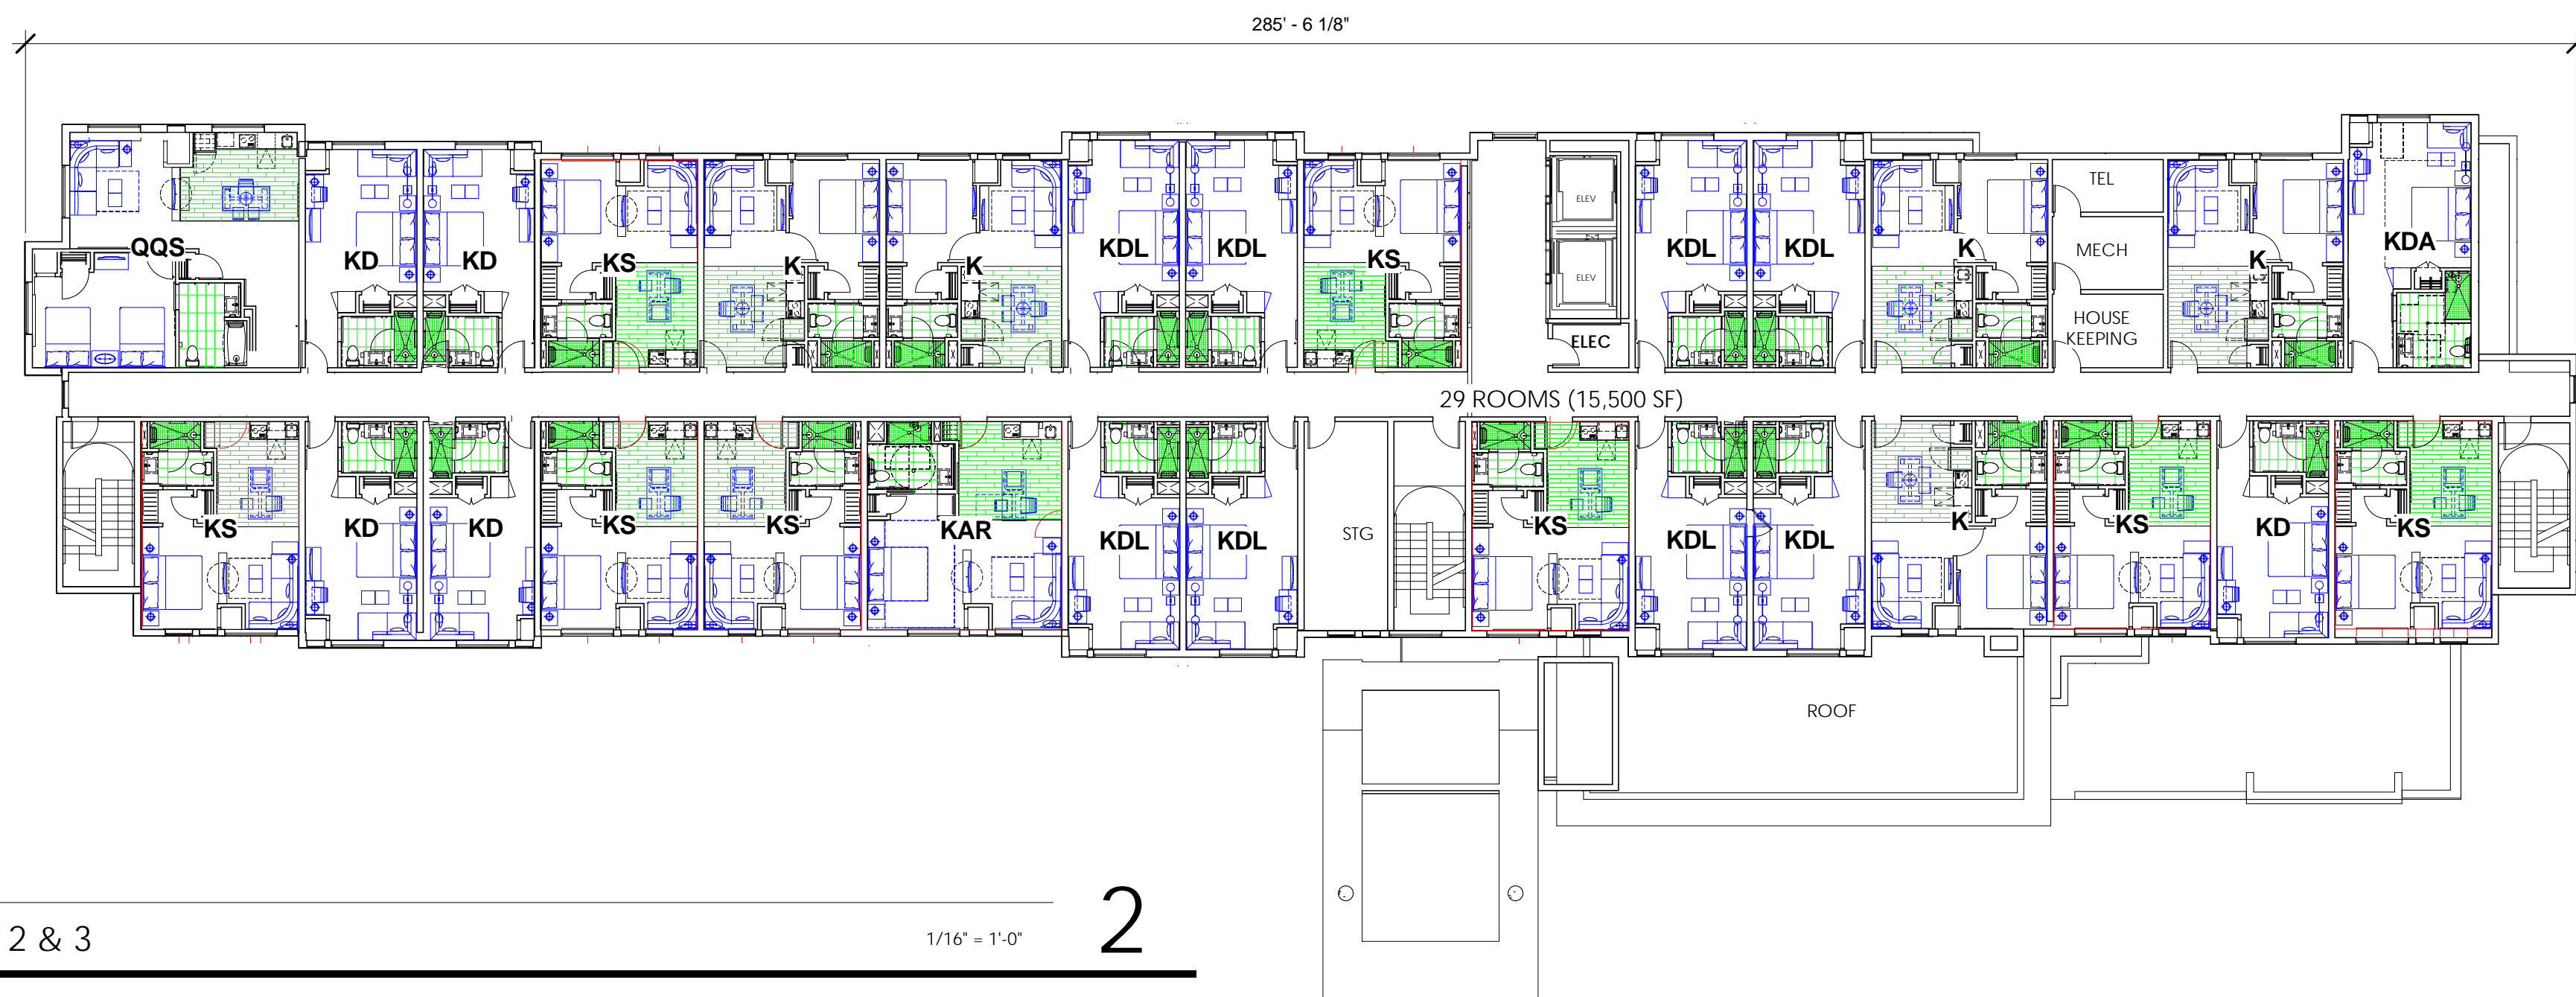 285' - 6 1/8"
TEL
ELEV
QQS
KD
KD
KS
K
K
KDL
KDL
KS
ELEV
KDL
KDL
K
MECH
K
KDA
ELEC
HOUSE
KEEPING
29 ROOMS (15,500 SF)
KS
KD
KD
KS
KS
KAR
KDL
KDL
STG
KS
KDL
KDL
K
KS
KD
KS
ROOF
2 & 3
1/16" = 1'-0"
2